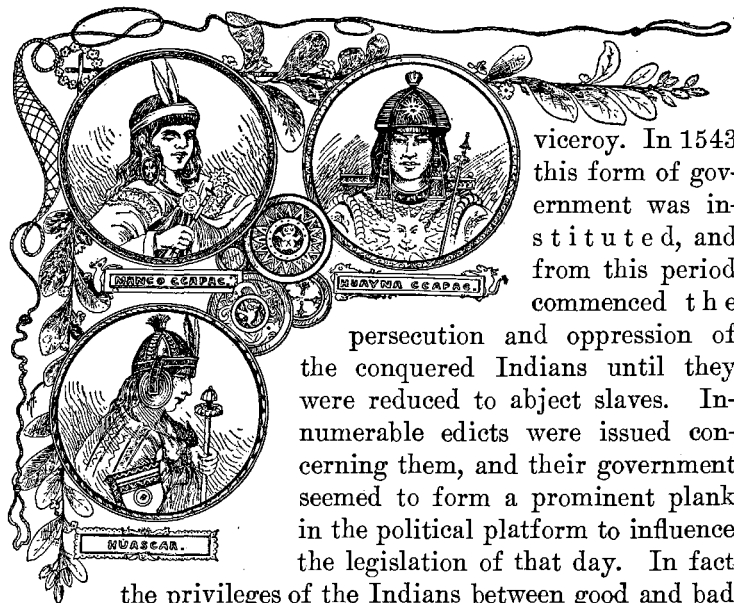 MANCO CCAPAC.
HUAYNA CCAPAC.
HUASCAR.
viceroy. In 1543
this form of gov-
ernment was in-
stituted, and
from this period
commenced the
persecution and oppression of
the conquered Indians until they
were reduced to abject slaves. In-
numerable edicts were issued con-
cerning them, and their government
seemed to form a prominent plank
in the political platform to influence
the legislation of that day. In fact
the privileges of the Indians between good and bad